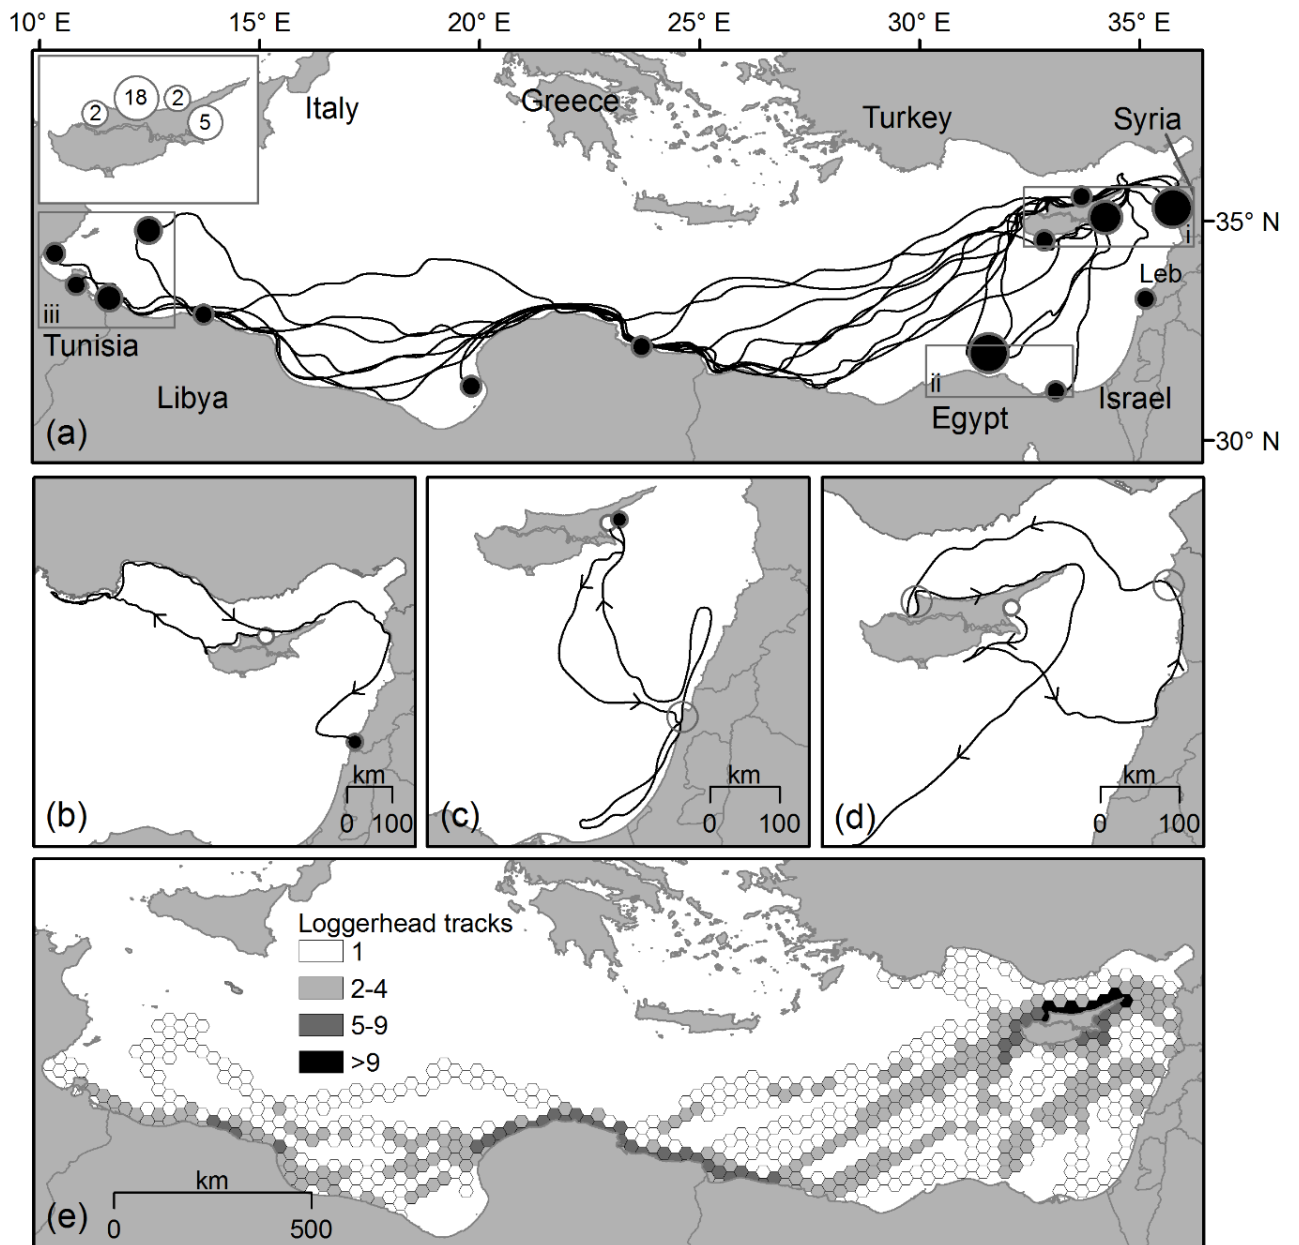 10° E 15° E 20° E 25° E 30° E 35° E
2 18 2 5
Italy
Greece
Turkey
Syria
35° N
i
Leb
iii
Tunisia
Libya
ii
Egypt
Israel
(a)
30° N
km
0 100
(b)
km
0 100
(c)
km
0 100
(d)
Loggerhead tracks
1
2-4
5-9
>9
km
0 500
(e)